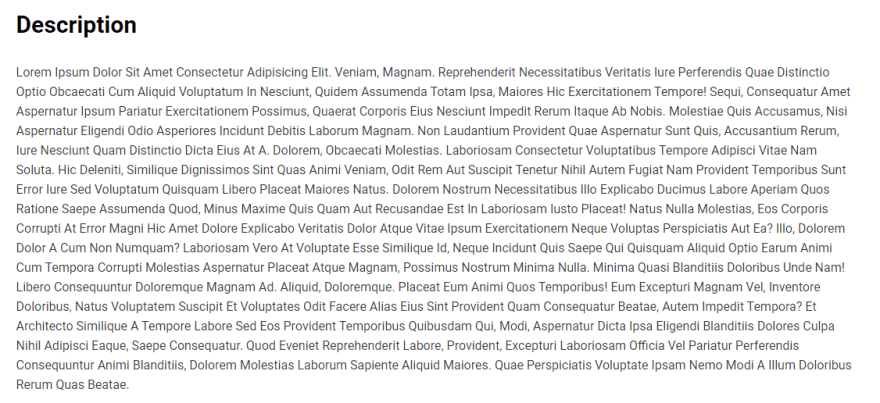 Description
Lorem Ipsum Dolor Sit Amet Consectetur Adipisicing Elit. Veniam, Magnam. Reprehenderit Necessitatibus Veritatis Iure Perferendis Quae Distinctio
Optio Obcaecati Cum Aliquid Voluptatum In Nesciunt, Quidem Assumenda Totam Ipsa, Maiores Hic Exercitationem Tempore! Sequi, Consequatur Amet
Aspernatur Ipsum Pariatur Exercitationem Possimus, Quaerat Corporis Eius Nesciunt Impedit Rerum Itaque Ab Nobis. Molestiae Quis Accusamus, Nisi
Aspernatur Eligendi Odio Asperiores Incidunt Debitis Laborum Magnam. Non Laudantium Provident Quae Aspernatur Sunt Quis, Accusantium Rerum,
Iure Nesciunt Quam Distinctio Dicta Eius At A. Dolorem, Obcaecati Molestias. Laboriosam Consectetur Voluptatibus Tempore Adipisci Vitae Nam
Soluta. Hic Deleniti, Similique Dignissimos Sint Quas Animi Veniam, Odit Rem Aut Suscipit Tenetur Nihil Autem Fugiat Nam Provident Temporibus Sunt
Error Iure Sed Voluptatum Quisquam Libero Placeat Maiores Natus. Dolorem Nostrum Necessitatibus Illo Explicabo Ducimus Labore Aperiam Quos
Ratione Saepe Assumenda Quod, Minus Maxime Quis Quam Aut Recusandae Est In Laboriosam Iusto Placeat! Natus Nulla Molestias, Eos Corporis
Corrupti At Error Magni Hic Amet Dolore Explicabo Veritatis Dolor Atque Vitae Ipsum Exercitationem Neque Voluptas Perspiciatis Aut Ea? Illo, Dolorem
Dolor A Cum Non Numquam? Laboriosam Vero At Voluptate Esse Similique Id, Neque Incidunt Quis Saepe Qui Quisquam Aliquid Optio Earum Animi
Cum Tempora Corrupti Molestias Aspernatur Placeat Atque Magnam, Possimus Nostrum Minima Nulla. Minima Quasi Blanditiis Doloribus Unde Nam!
Libero Consequuntur Doloremque Magnam Ad. Aliquid, Doloremque. Placeat Eum Animi Quos Temporibus! Eum Excepturi Magnam Vel, Inventore
Doloribus, Natus Voluptatem Suscipit Et Voluptates Odit Facere Alias Eius Sint Provident Quam Consequatur Beatae, Autem Impedit Tempora? Et
Architecto Similique A Tempore Labore Sed Eos Provident Temporibus Quibusdam Qui, Modi, Aspernatur Dicta Ipsa Eligendi Blanditiis Dolores Culpa
Nihil Adipisci Eaque, Saepe Consequatur. Quod Eveniet Reprehenderit Labore, Provident, Excepturi Laboriosam Officia Vel Pariatur Perferendis
Consequuntur Animi Blanditiis, Dolorem Molestias Laborum Sapiente Aliquid Maiores. Quae Perspiciatis Voluptate Ipsam Nemo Modi A Illum Doloribus
Rerum Quas Beatae.